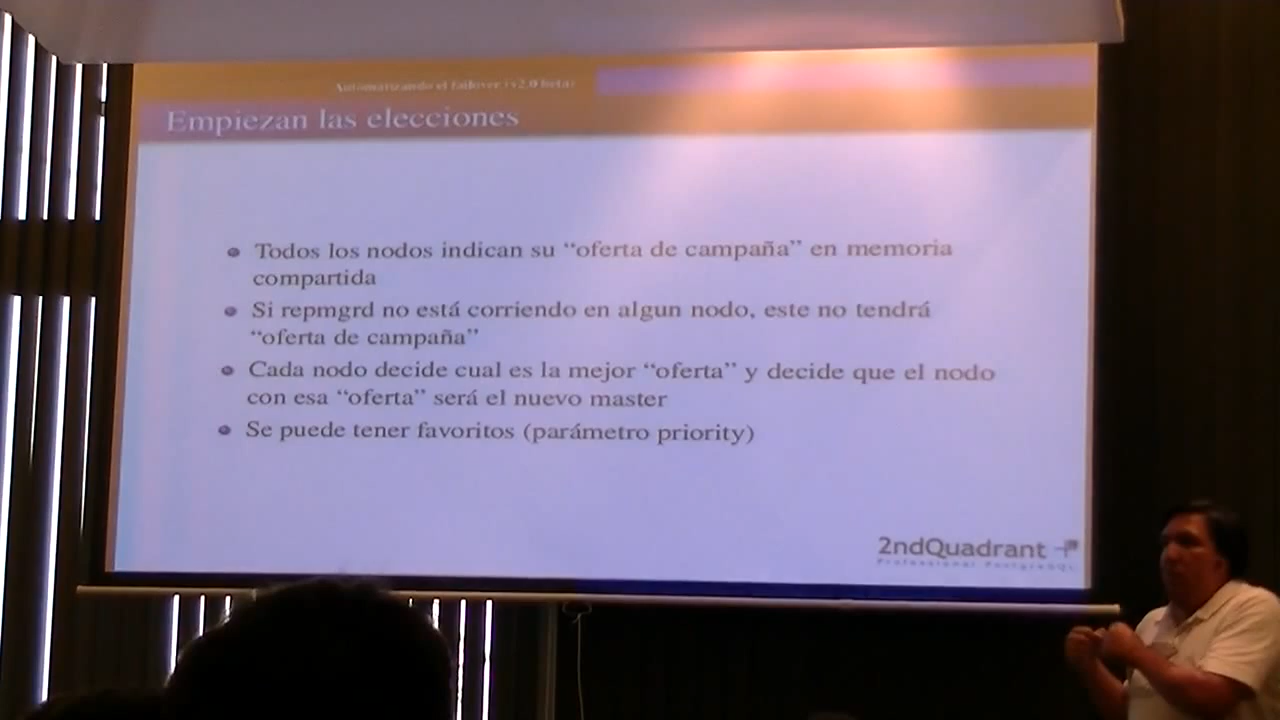 Automatizando el failover (v2.0 beta)
Empiezan las elecciones
Todos los nodos indican su “oferta de campaña” en memoria
compartida
Si repmgrd no está corriendo en algun nodo, este no tendrá
“oferta de campaña”
Cada nodo decide cual es la mejor “oferta” y decide que el nodo
con esa “oferta” será el nuevo master
Se puede tener favoritos (parámetro priority)
2ndQuadrant
Professional PostgreSQL